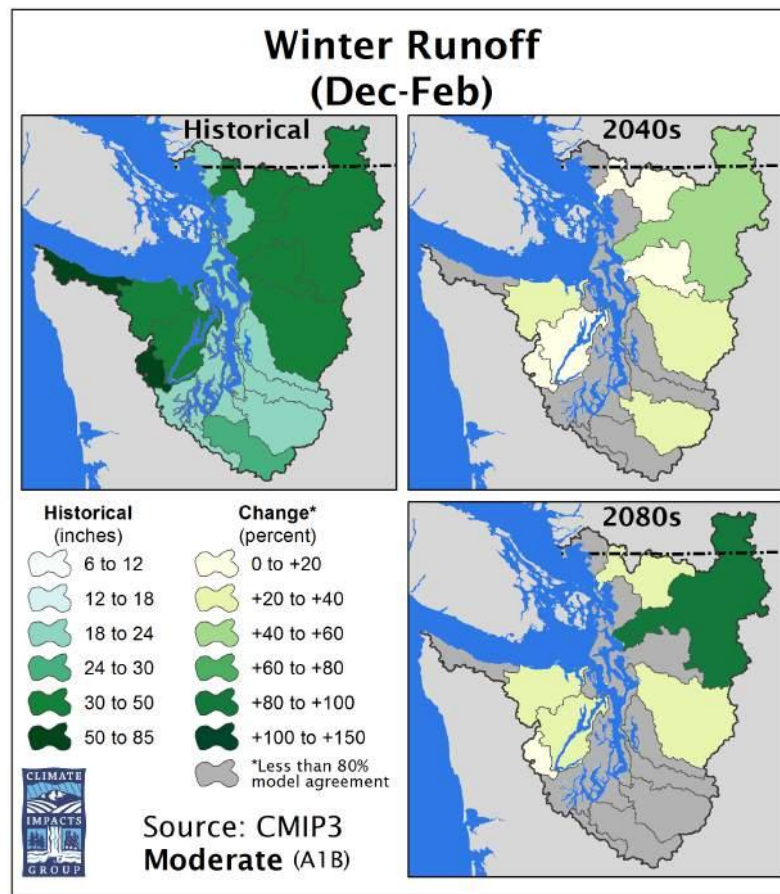 Winter Runoff
(Dec-Feb)
Historical
2040s
2080s
Historical
(inches)
6 to 12
12 to 18
18 to 24
24 to 30
30 to 50
50 to 85
Change*
(percent)
0 to +20
+20 to +40
+40 to +60
+60 to +80
+80 to +100
+100 to +150
*Less than 80%
model agreement
CLIMATE
IMPACTS
GROUP
Source: CMIP3
Moderate (A1B)